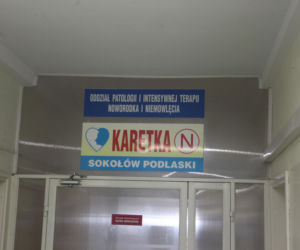 ODDZIAŁ PATOLOGII I INTENSYWNEJ TERAPII
NOWORODKA I NIEMOWLĘCIA
KARETKA N
SOKOŁÓW PODLASKI